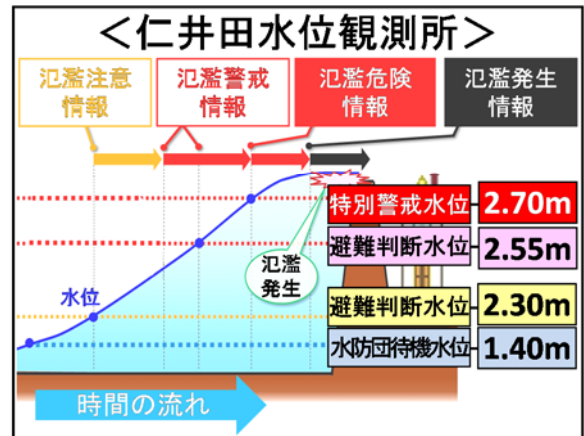 <仁井田水位観測所>
氾濫注意
情報
氾濫警戒
情報
氾濫危険
情報
氾濫発生
情報
特別警戒水位
2.70m
避難判断水位
2.55m
氾濫
発生
水位
避難判断水位
2.30m
水防団待機水位
1.40m
時間の流れ